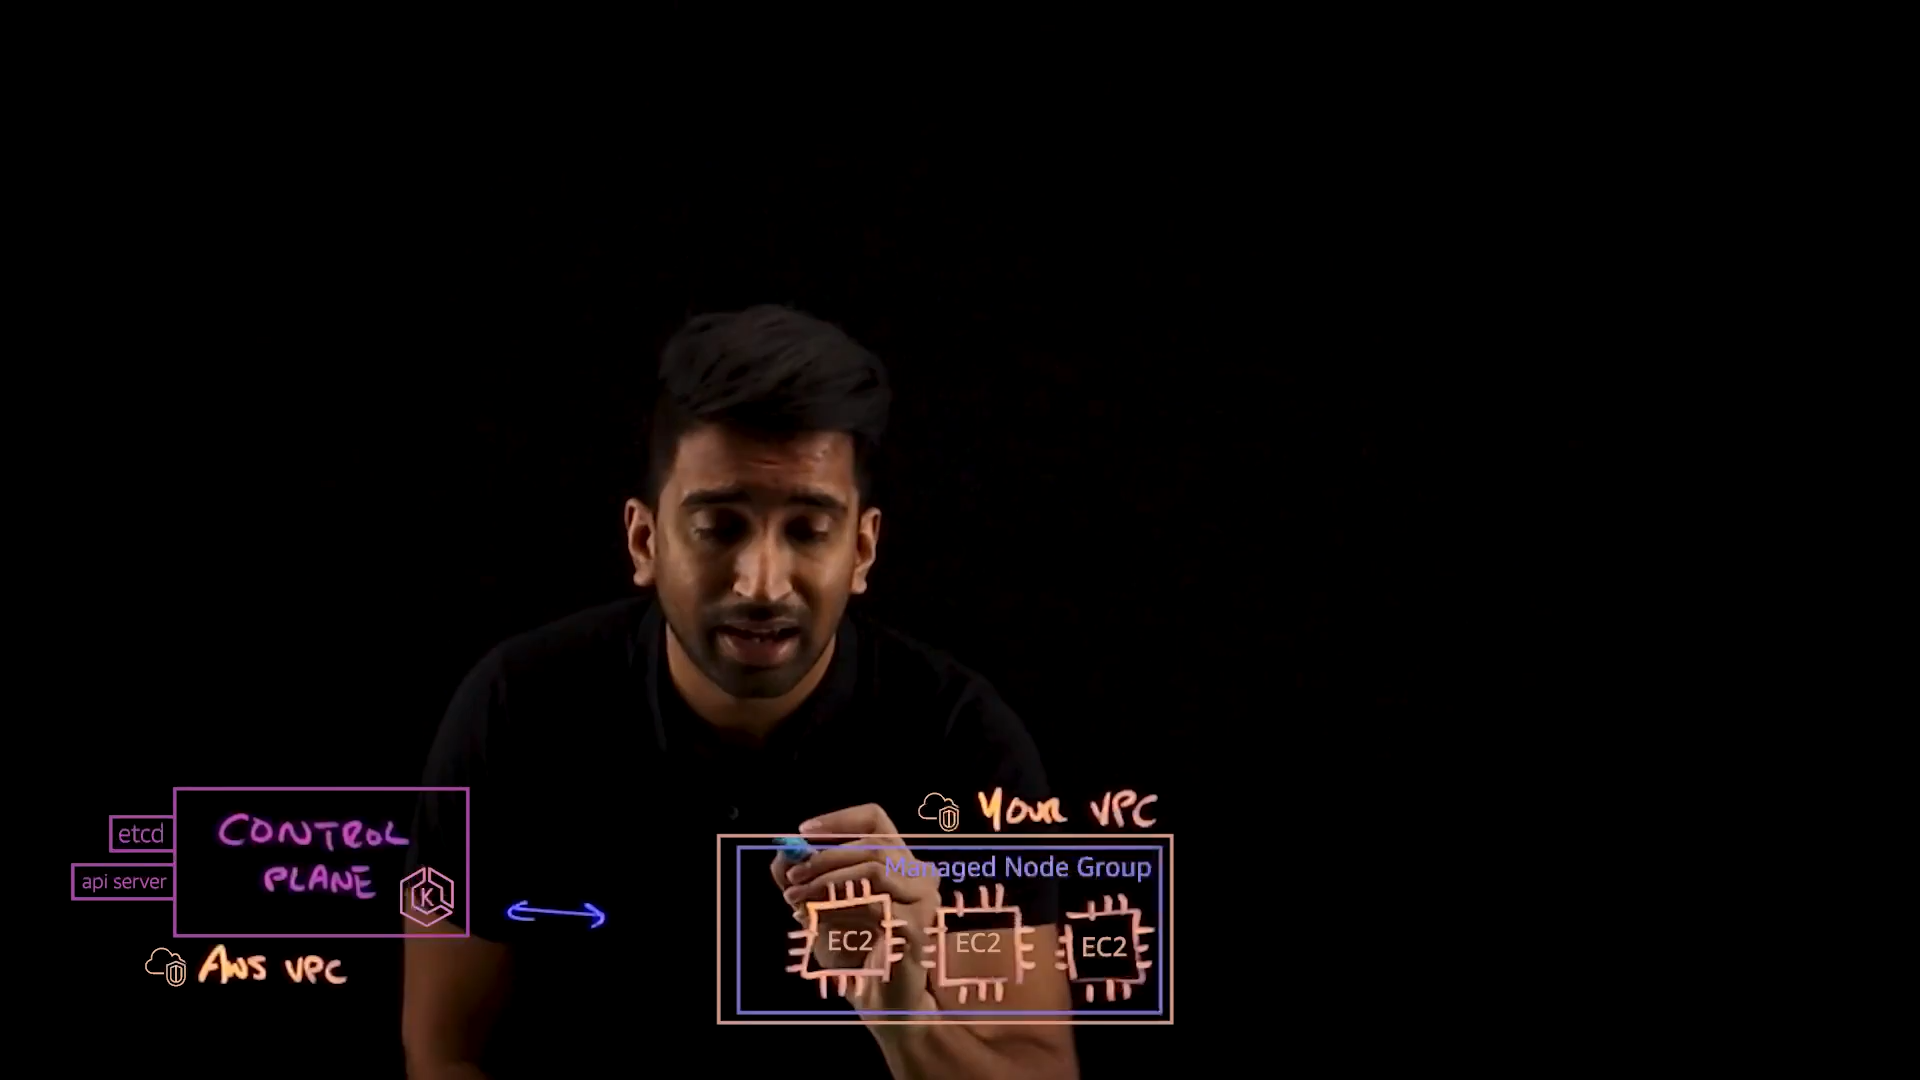 etcd
CONTROL
PLANE
api server
K
AWS VPC
YOUR VPC
Managed Node Group
EC2
EC2
EC2